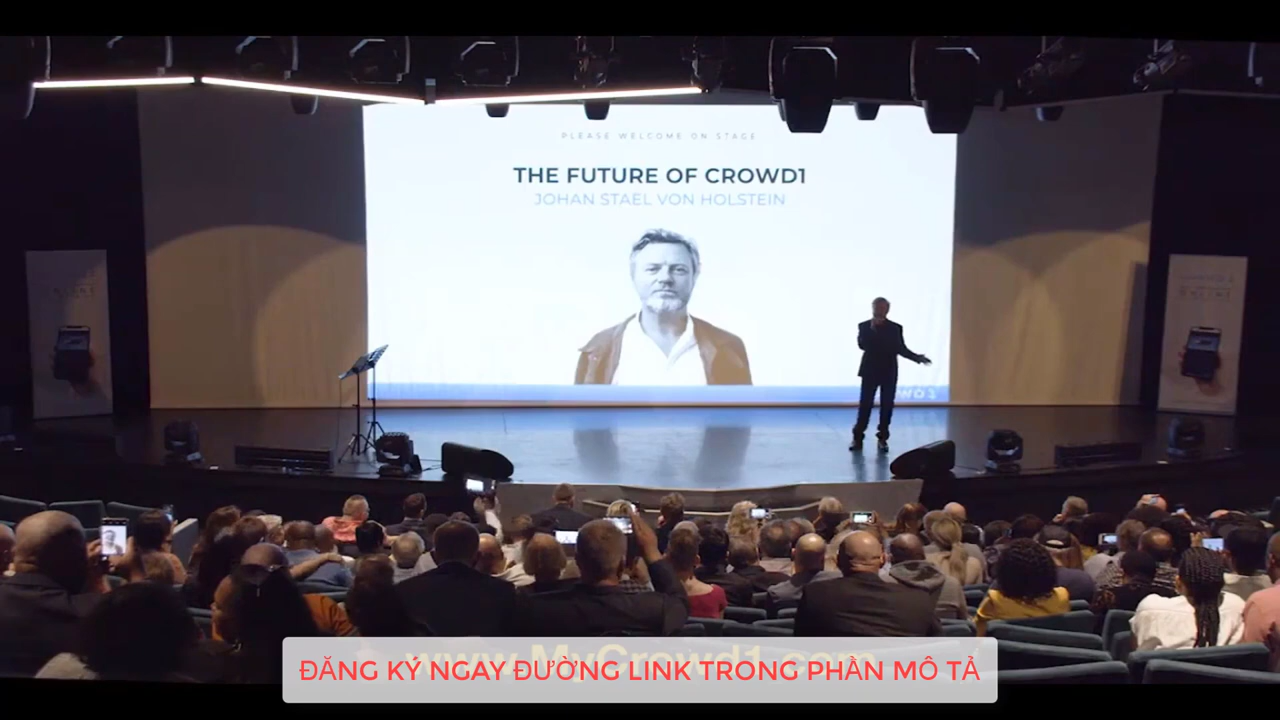 PLEASE WELCOME ON STAGE
THE FUTURE OF CROWD1
JOHAN STAEL VON HOLSTEIN
www.MyCrowd1.com
ĐĂNG KÝ NGAY ĐƯỜNG LINK TRONG PHẦN MÔ TẢ